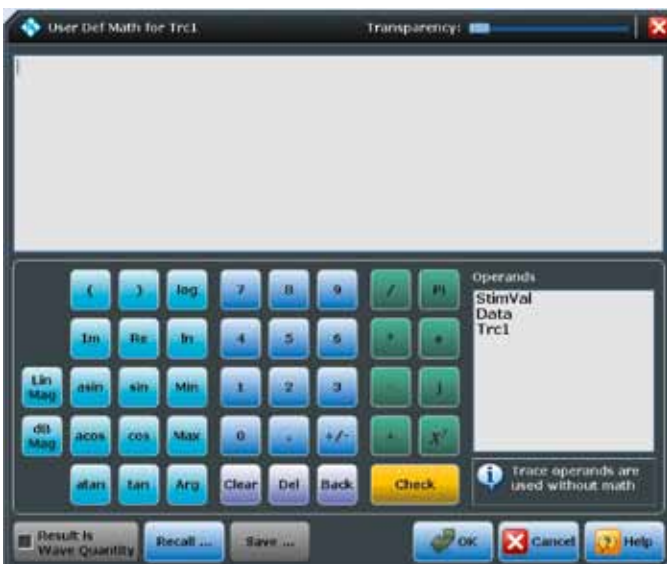 User Def Math for Trc1
Transparency:
( ) log 7 8 9 / Pi
Im Re ln 4 5 6 * e
Lin Mag asin sin Min 1 2 3 - j
dB Mag acos cos Max 0 . +/- + X^y
atan tan Arg Clear Del Back Check
Operands
StimVal
Data
Trc1
Trace operands are
used without math
Result is
Wave Quantity
Recall ...
Save ...
OK
Cancel
Help